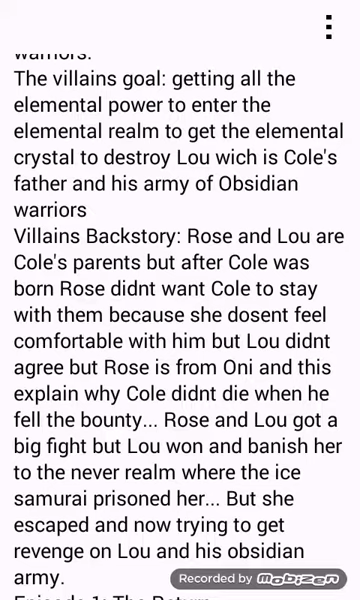 warriors.
The villains goal: getting all the
elemental power to enter the
elemental realm to get the elemental
crystal to destroy Lou wich is Cole's
father and his army of Obsidian
warriors
Villains Backstory: Rose and Lou are
Cole's parents but after Cole was
born Rose didnt want Cole to stay
with them because she dosent feel
comfortable with him but Lou didnt
agree but Rose is from Oni and this
explain why Cole didnt die when he
fell the bounty... Rose and Lou got a
big fight but Lou won and banish her
to the never realm where the ice
samurai prisoned her... But she
escaped and now trying to get
revenge on Lou and his obsidian
army.
Episode 1: The Return
Recorded by mobizen